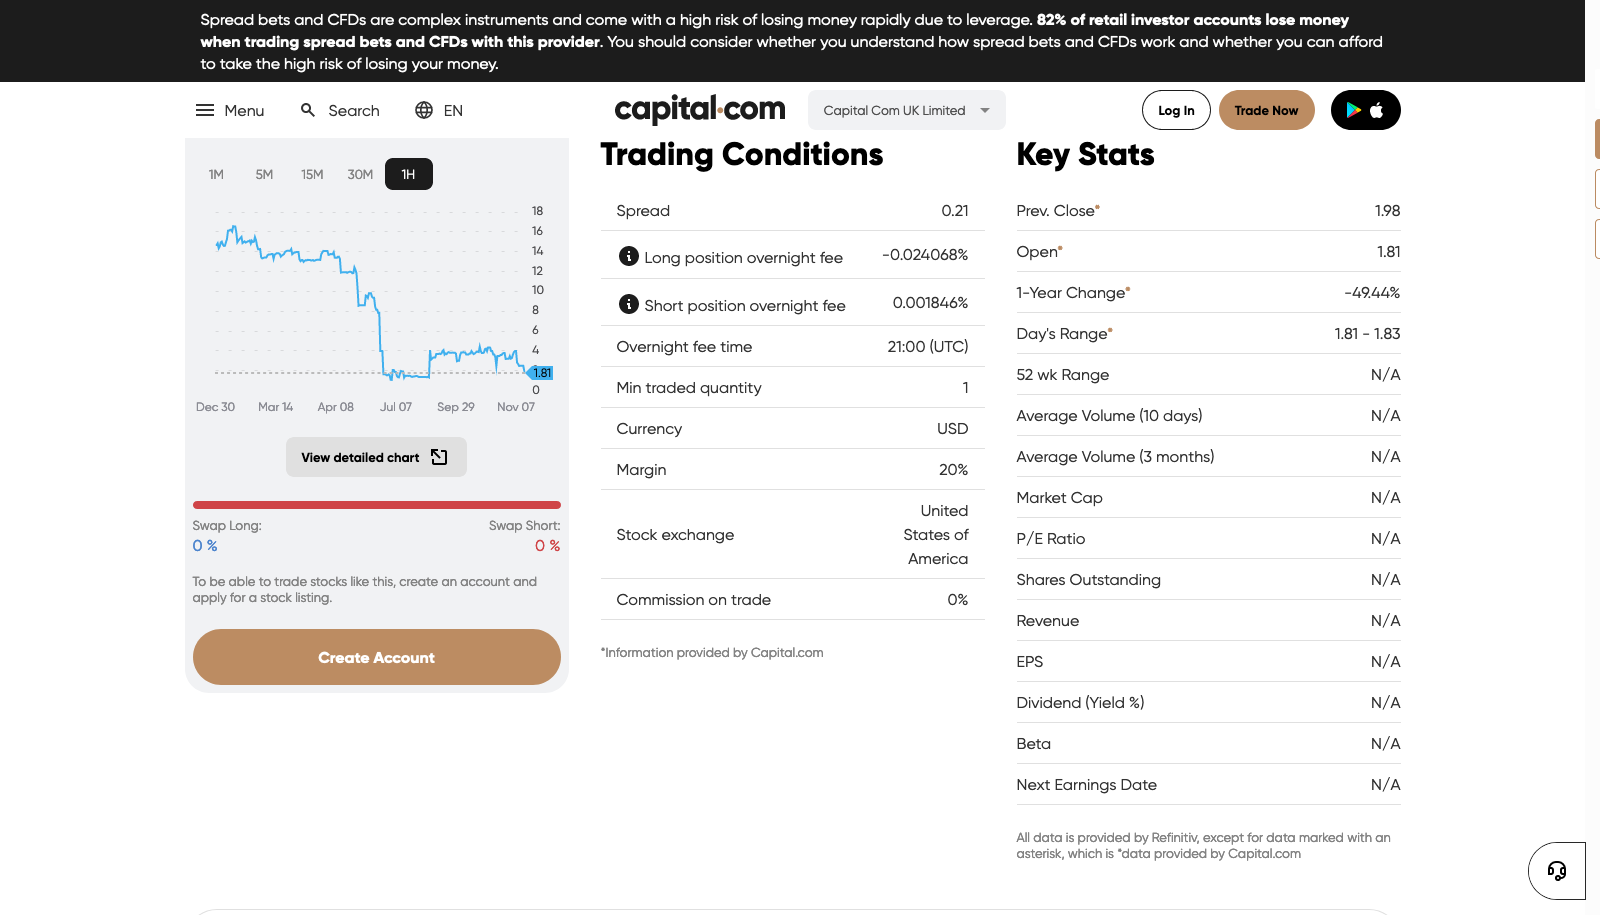 Spread bets and CFDs are complex instruments and come with a high risk of losing money rapidly due to leverage. 82% of retail investor accounts lose money
when trading spread bets and CFDs with this provider. You should consider whether you understand how spread bets and CFDs work and whether you can afford
to take the high risk of losing your money.
Menu Search EN capital.com Capital Com UK Limited Log In Trade Now
1M 5M 15M 30M 1H
18
16
14
12
10
8
6
4
1.81
0
Dec 30 Mar 14 Apr 08 Jul 07 Sep 29 Nov 07
View detailed chart
Swap Long: Swap Short:
0 % 0 %
To be able to trade stocks like this, create an account and
apply for a stock listing.
Create Account
Trading Conditions
Spread 0.21
Long position overnight fee -0.024068%
Short position overnight fee 0.001846%
Overnight fee time 21:00 (UTC)
Min traded quantity 1
Currency USD
Margin 20%
Stock exchange United
States of
America
Commission on trade 0%
*Information provided by Capital.com
Key Stats
Prev. Close* 1.98
Open* 1.81
1-Year Change* -49.44%
Day's Range* 1.81 - 1.83
52 wk Range N/A
Average Volume (10 days) N/A
Average Volume (3 months) N/A
Market Cap N/A
P/E Ratio N/A
Shares Outstanding N/A
Revenue N/A
EPS N/A
Dividend (Yield %) N/A
Beta N/A
Next Earnings Date N/A
All data is provided by Refinitiv, except for data marked with an
asterisk, which is *data provided by Capital.com